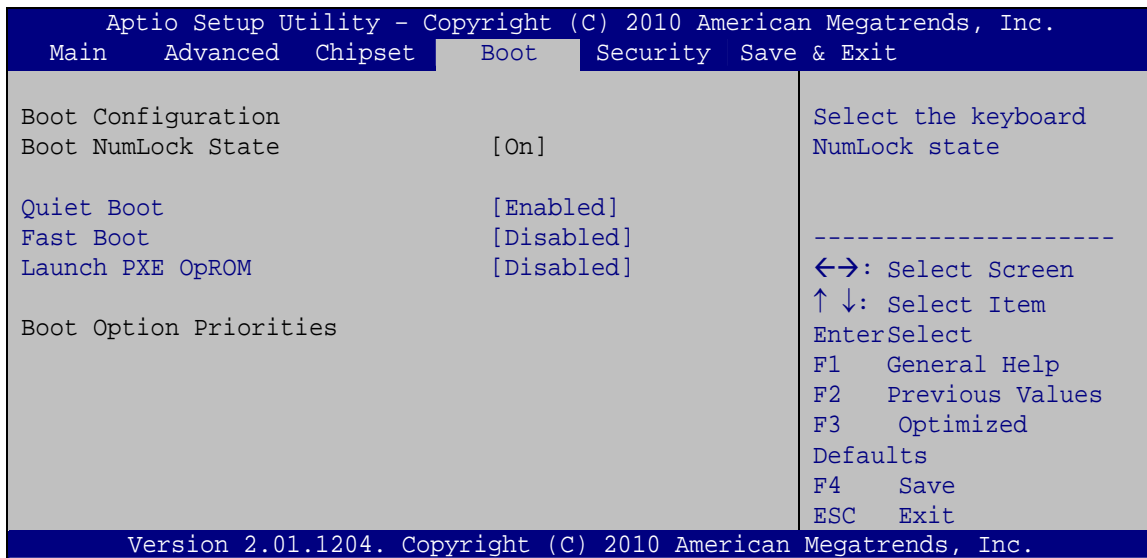 Aptio Setup Utility – Copyright (C) 2010 American Megatrends, Inc.
Main Advanced Chipset Boot Security Save & Exit
Boot Configuration
Boot NumLock State [On]
Quiet Boot [Enabled]
Fast Boot [Disabled]
Launch PXE OpROM [Disabled]
Boot Option Priorities
Select the keyboard
NumLock state
---------------------
←→: Select Screen
↑ ↓: Select Item
EnterSelect
F1 General Help
F2 Previous Values
F3 Optimized
Defaults
F4 Save
ESC Exit
Version 2.01.1204. Copyright (C) 2010 American Megatrends, Inc.